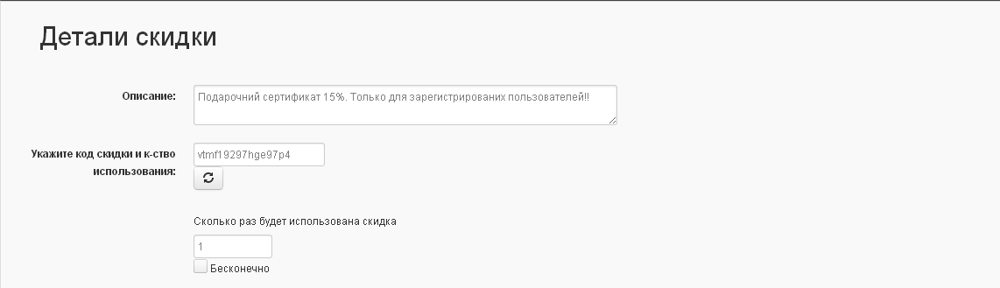 Детали скидки
Описание:
Подарочний сертификат 15%. Только для зарегистрированих пользователей!!
Укажите код скидки и к-ство
использования:
vtmf19297hge97p4
Сколько раз будет использована скидка
1
Бесконечно